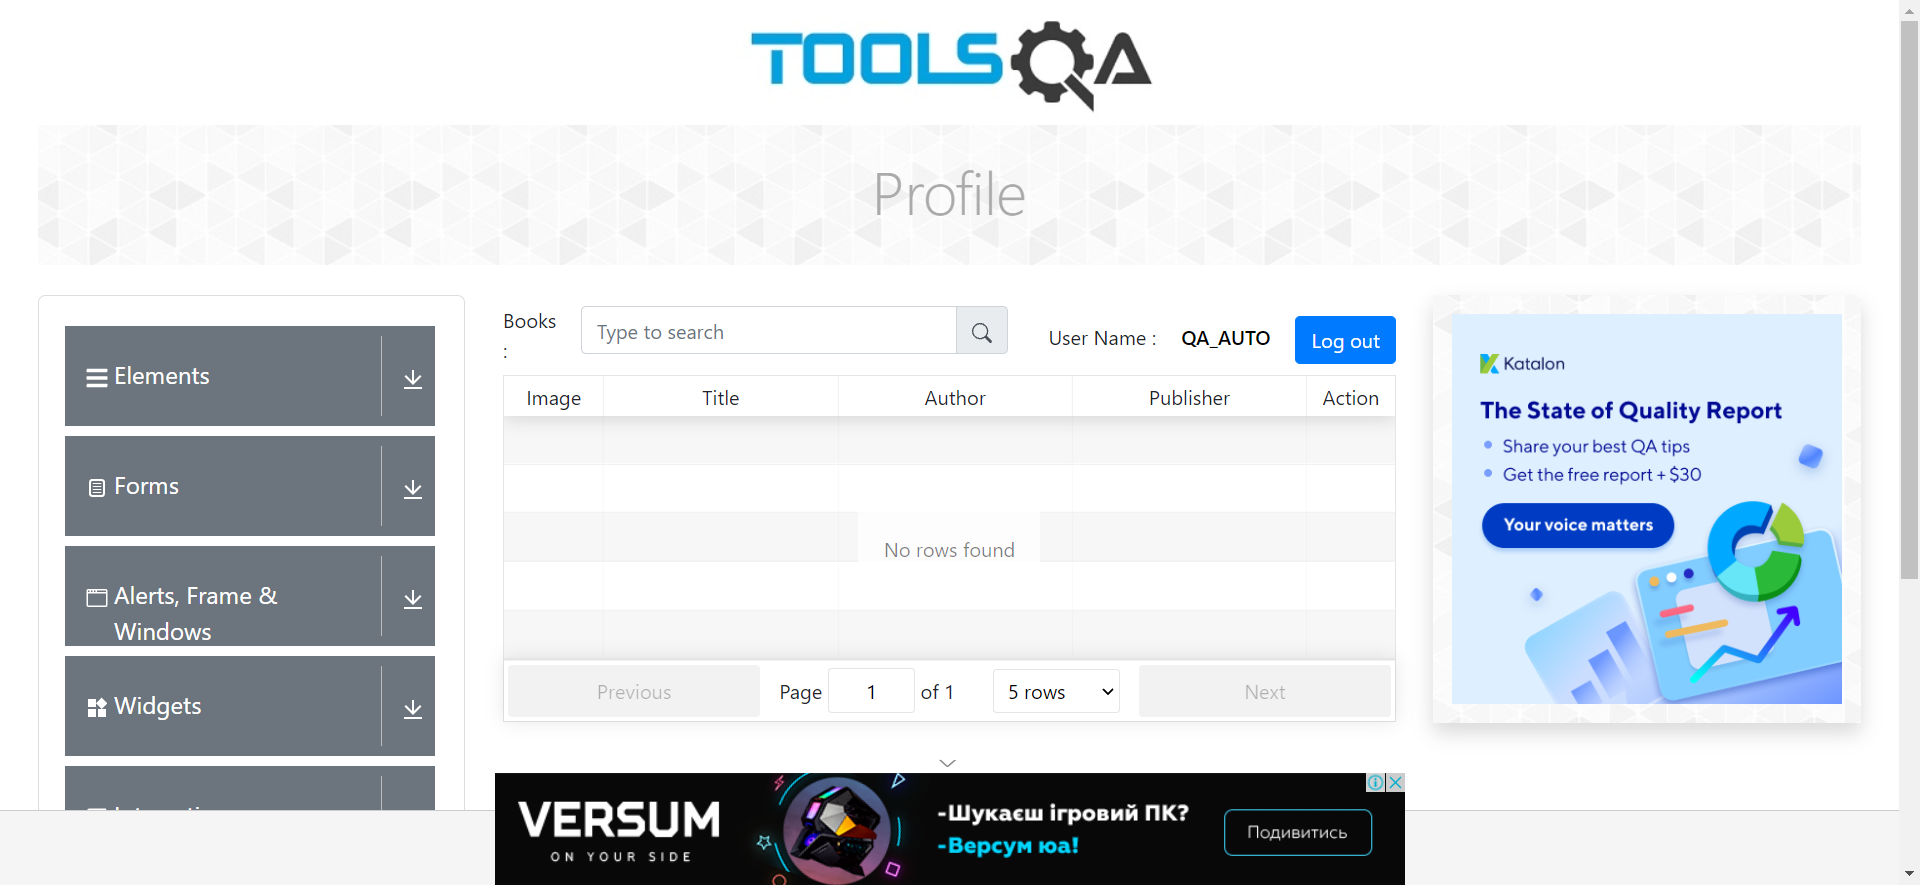 TOOLSQA
Profile
Elements
Forms
Alerts, Frame &
Windows
Widgets
Books
:
Type to search
User Name :
QA_AUTO
Log out
Image
Title
Author
Publisher
Action
No rows found
Previous
Page
1
of 1
5 rows
Next
Katalon
The State of Quality Report
Share your best QA tips
Get the free report + $30
Your voice matters
VERSUM
ON YOUR SIDE
-Шукаєш ігровий ПК?
-Версум юа!
Подивитись